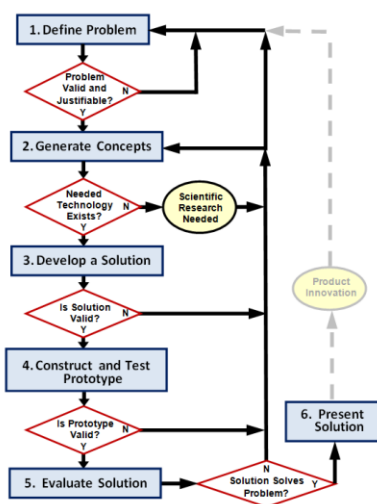 1. Define Problem
Problem
Valid and
Justifiable?
N
Y
2. Generate Concepts
Needed
Technology
Exists?
N
Y
Scientific
Research
Needed
3. Develop a Solution
Is Solution
Valid?
N
Y
Product
Innovation
4. Construct and Test
Prototype
Is Prototype
Valid?
N
Y
6. Present
Solution
5. Evaluate Solution
N
Solution Solves
Problem?
Y